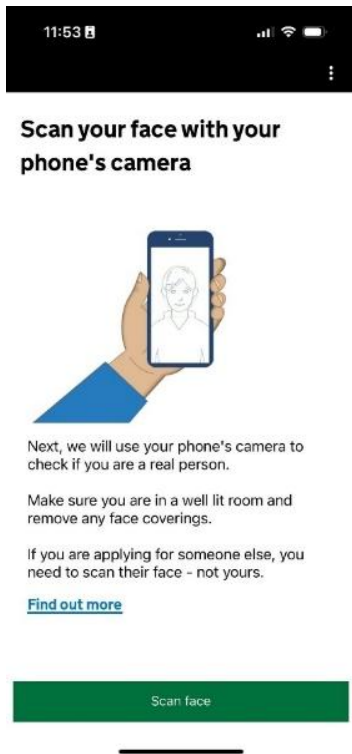 11:53
Scan your face with your
phone's camera
Next, we will use your phone's camera to
check if you are a real person.
Make sure you are in a well lit room and
remove any face coverings.
If you are applying for someone else, you
need to scan their face - not yours.
Find out more
Scan face